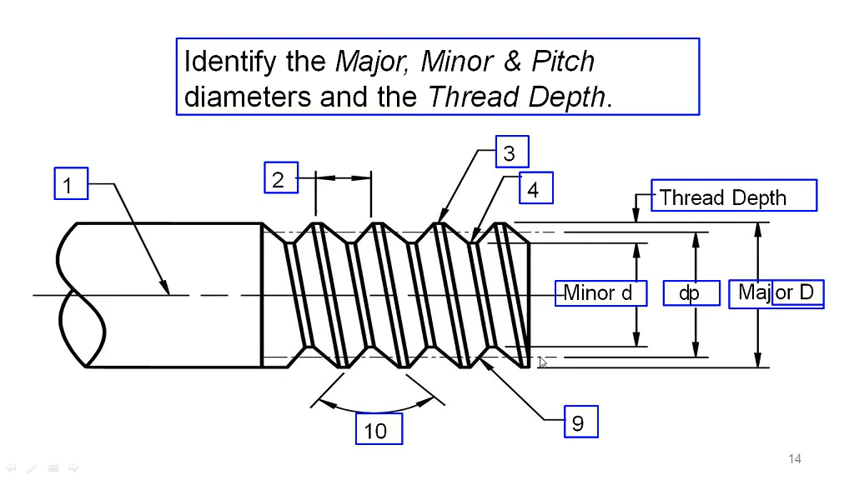 Identify the Major, Minor & Pitch
diameters and the Thread Depth.
3
2
1
4
Thread Depth
Minor d
dp
Major D
9
10
14